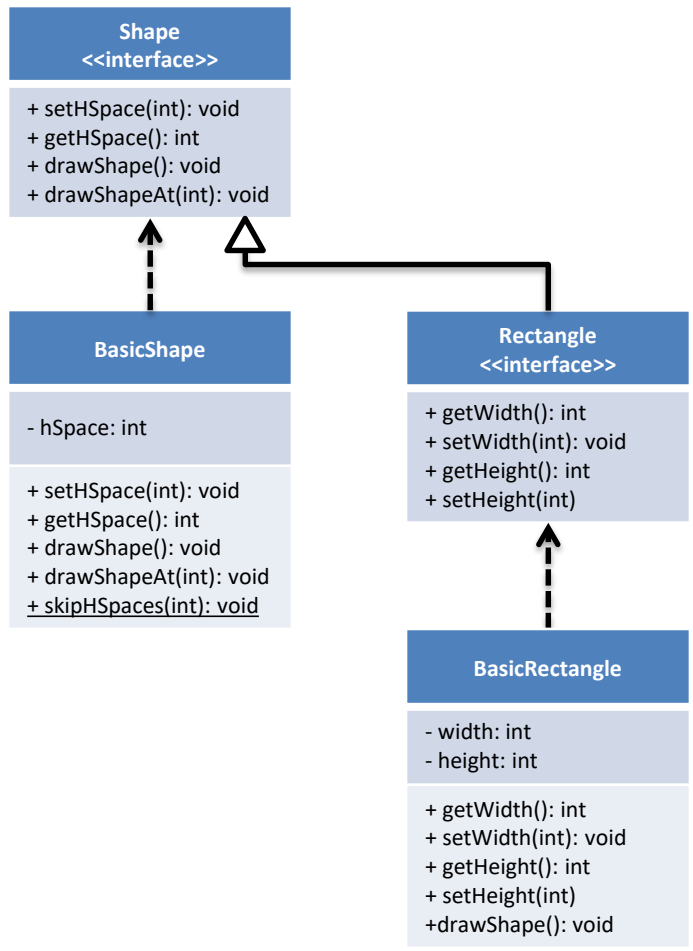 Shape
<<interface>>
+ setHSpace(int): void
+ getHSpace(): int
+ drawShape(): void
+ drawShapeAt(int): void
BasicShape
- hSpace: int
+ setHSpace(int): void
+ getHSpace(): int
+ drawShape(): void
+ drawShapeAt(int): void
+ skipHSpaces(int): void
Rectangle
<<interface>>
+ getWidth(): int
+ setWidth(int): void
+ getHeight(): int
+ setHeight(int)
BasicRectangle
- width: int
- height: int
+ getWidth(): int
+ setWidth(int): void
+ getHeight(): int
+ setHeight(int)
+drawShape(): void